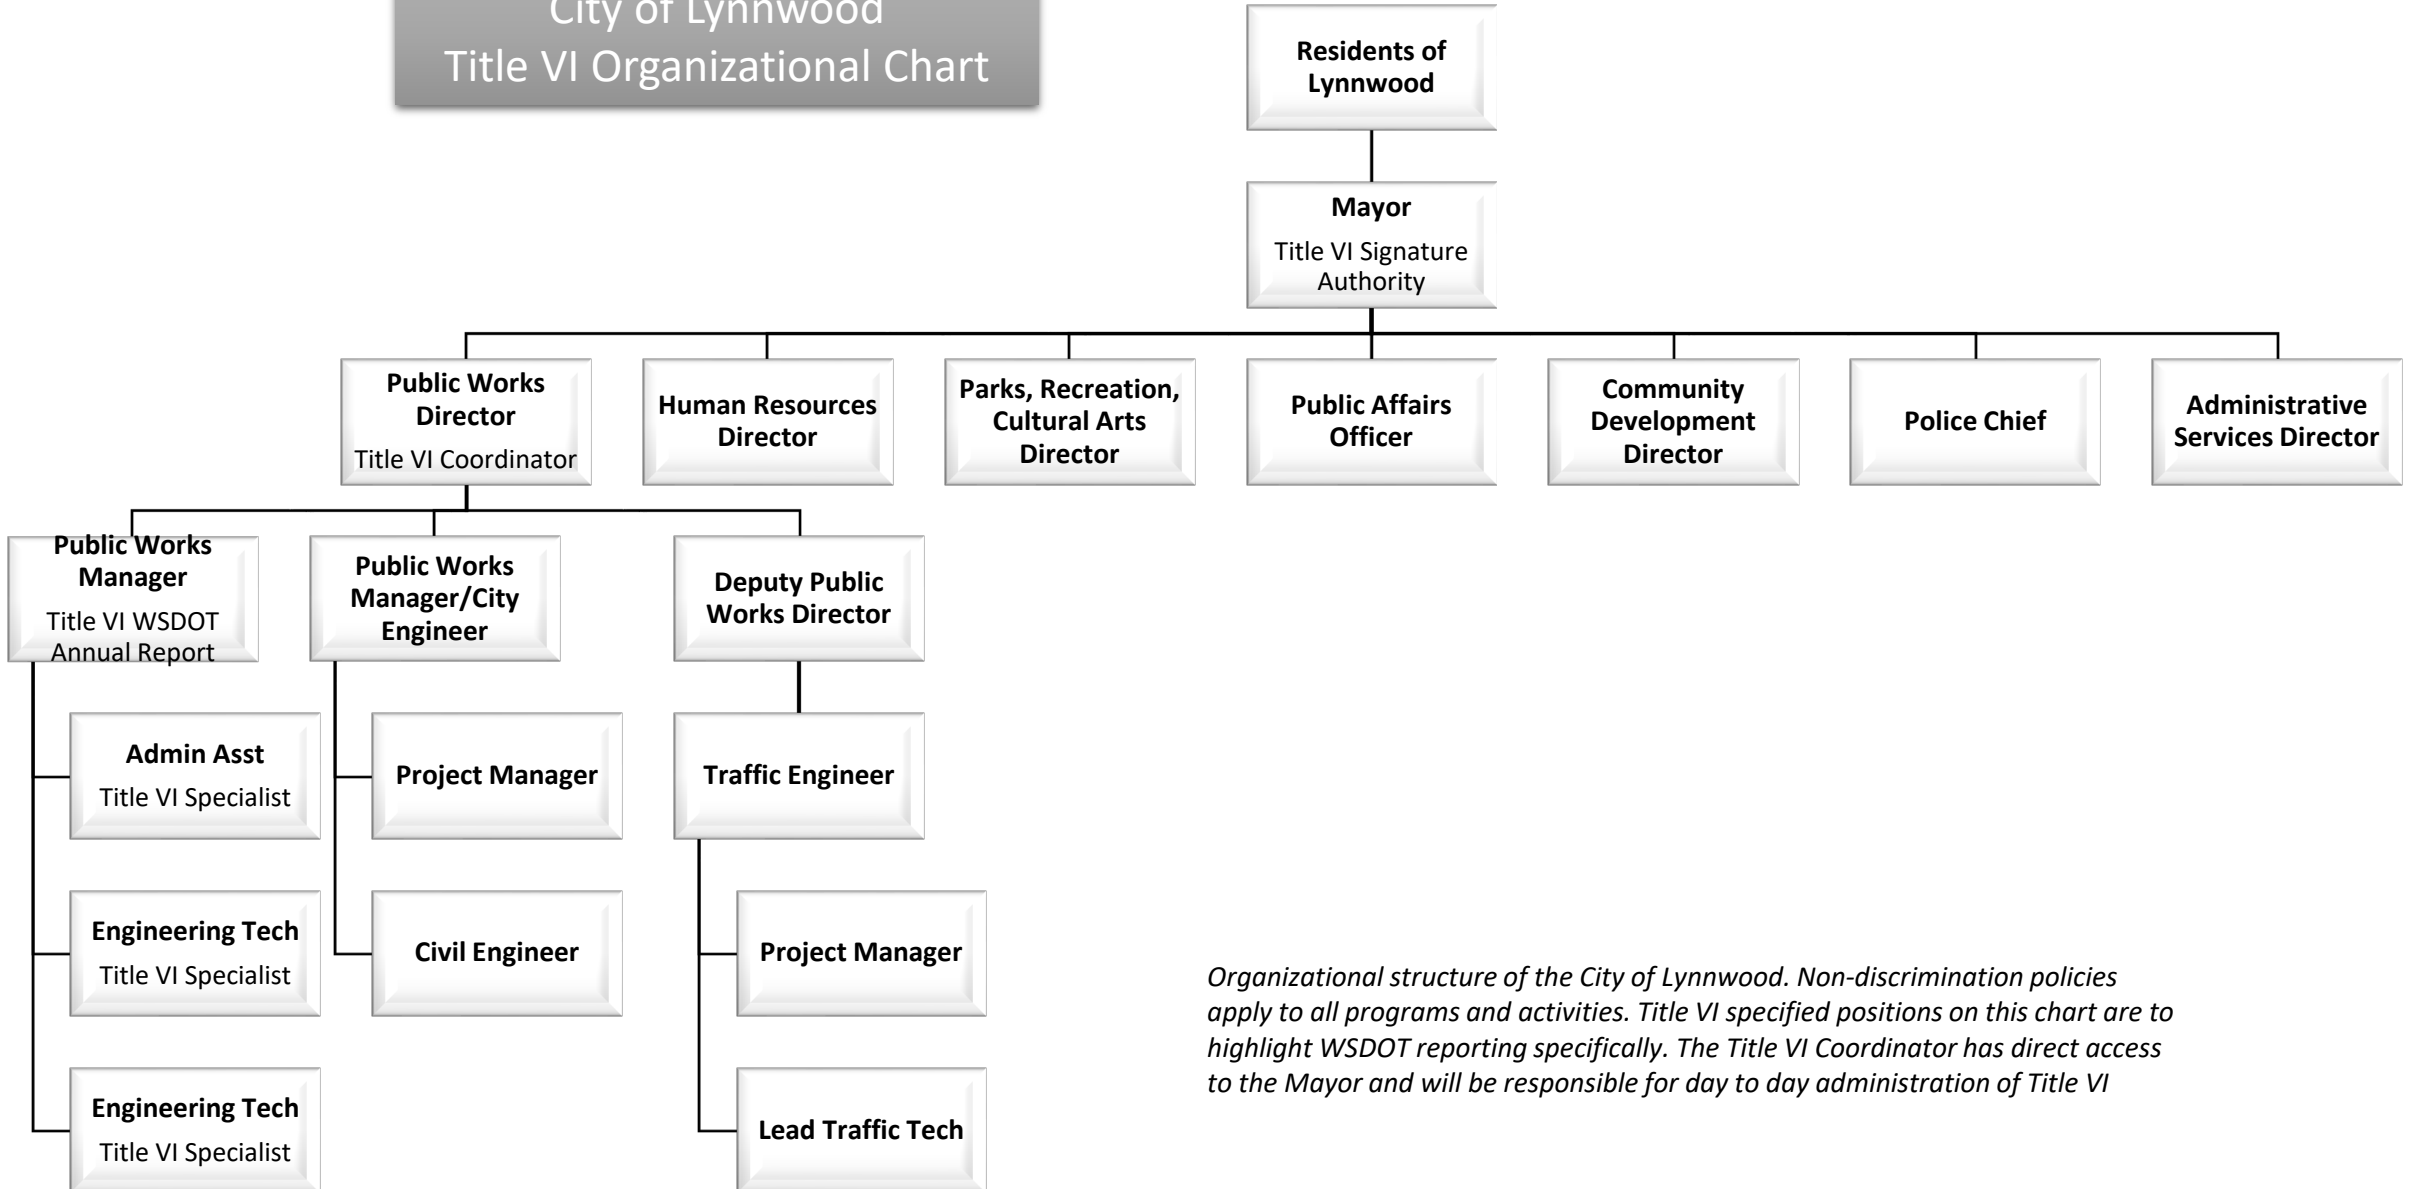 City of Lynnwood
Title VI Organizational Chart
Residents of
Lynnwood
Mayor
Title VI Signature
Authority
Public Works
Director
Title VI Coordinator
Human Resources
Director
Parks, Recreation,
Cultural Arts
Director
Public Affairs
Officer
Community
Development
Director
Police Chief
Administrative
Services Director
Public Works
Manager
Title VI WSDOT
Annual Report
Public Works
Manager/City
Engineer
Deputy Public
Works Director
Admin Asst
Title VI Specialist
Project Manager
Traffic Engineer
Engineering Tech
Title VI Specialist
Civil Engineer
Project Manager
Engineering Tech
Title VI Specialist
Lead Traffic Tech
Organizational structure of the City of Lynnwood. Non-discrimination policies
apply to all programs and activities. Title VI specified positions on this chart are to
highlight WSDOT reporting specifically. The Title VI Coordinator has direct access
to the Mayor and will be responsible for day to day administration of Title VI